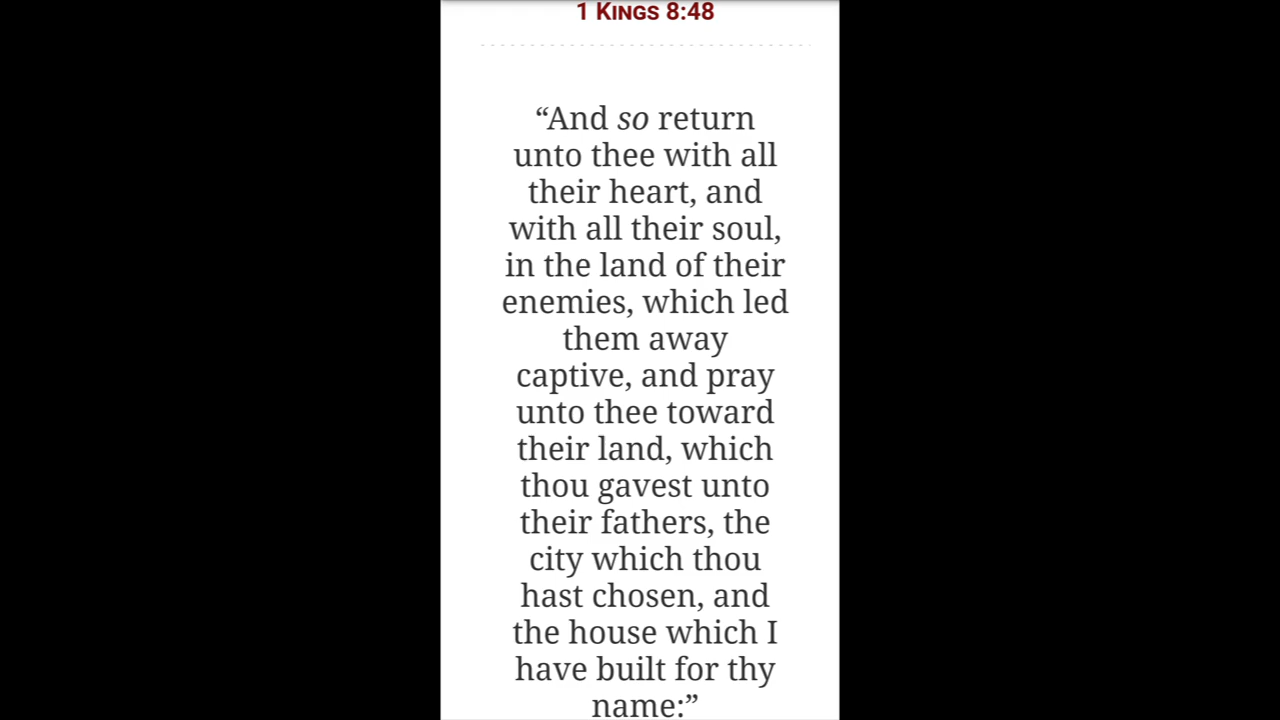 1 Kings 8:48
“And so return
unto thee with all
their heart, and
with all their soul,
in the land of their
enemies, which led
them away
captive, and pray
unto thee toward
their land, which
thou gavest unto
their fathers, the
city which thou
hast chosen, and
the house which I
have built for thy
name:”